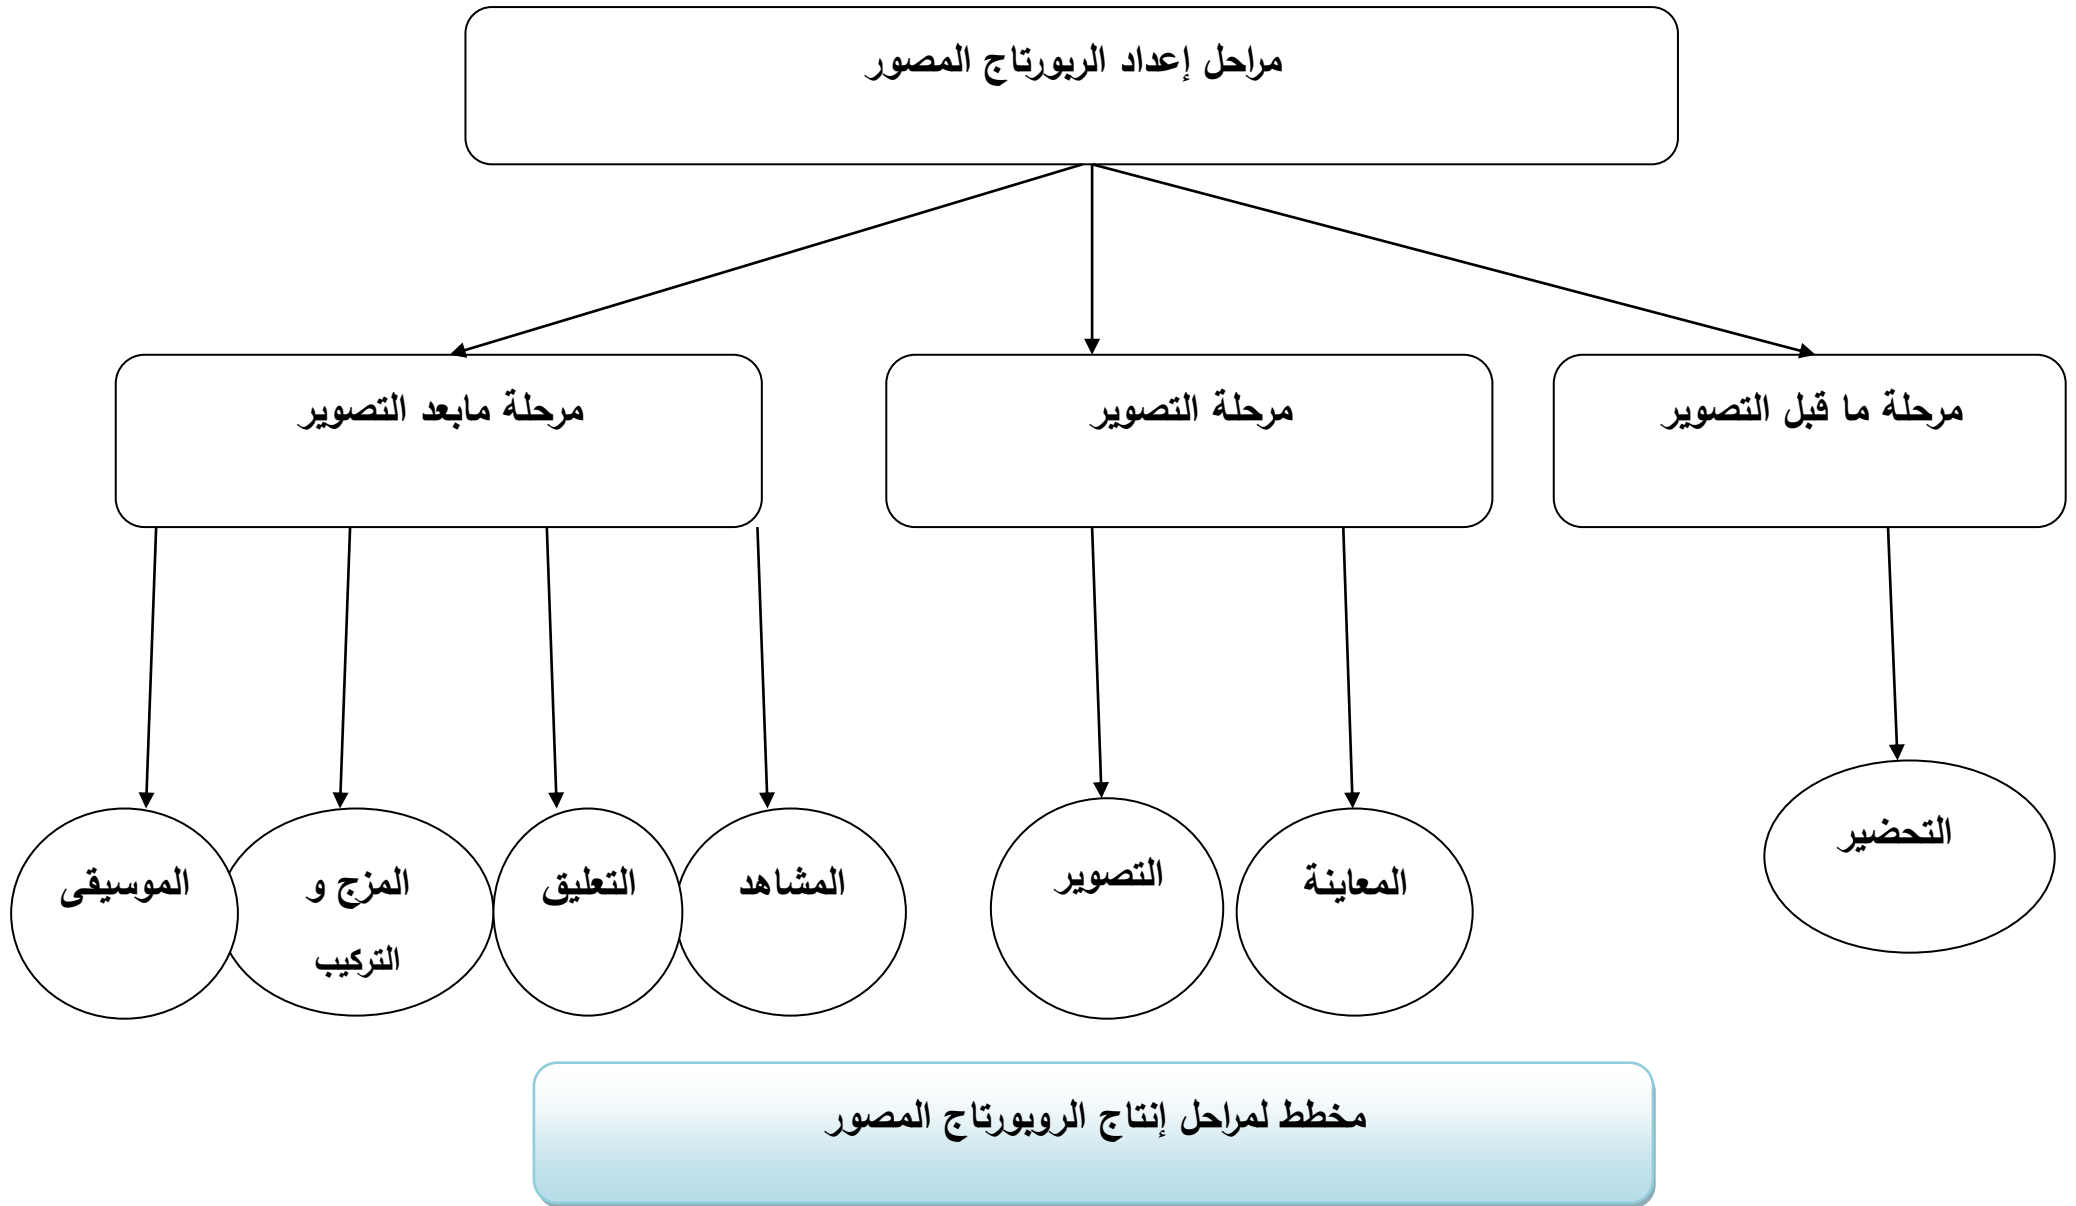 مراحل إعداد الربورتاج المصور
مرحلة ما قبل التصوير
مرحلة التصوير
مرحلة مابعد التصوير
التحضير
المعاينة
التصوير
المشاهد
التعليق
المزج و
التركيب
الموسيقى
مخطط لمراحل إنتاج الروبورتاج المصور